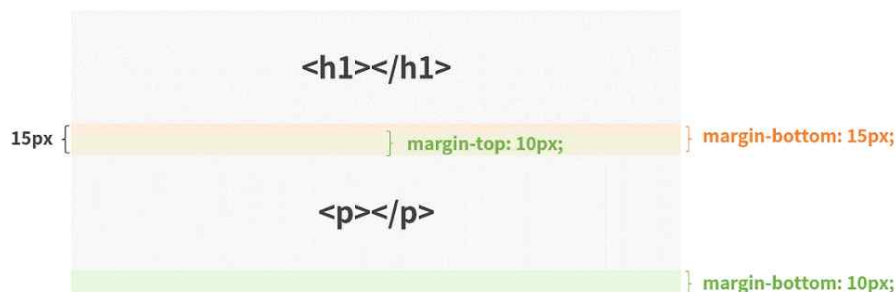 <h1></h1>
15px
margin-top: 10px;
margin-bottom: 15px;
<p></p>
margin-bottom: 10px;